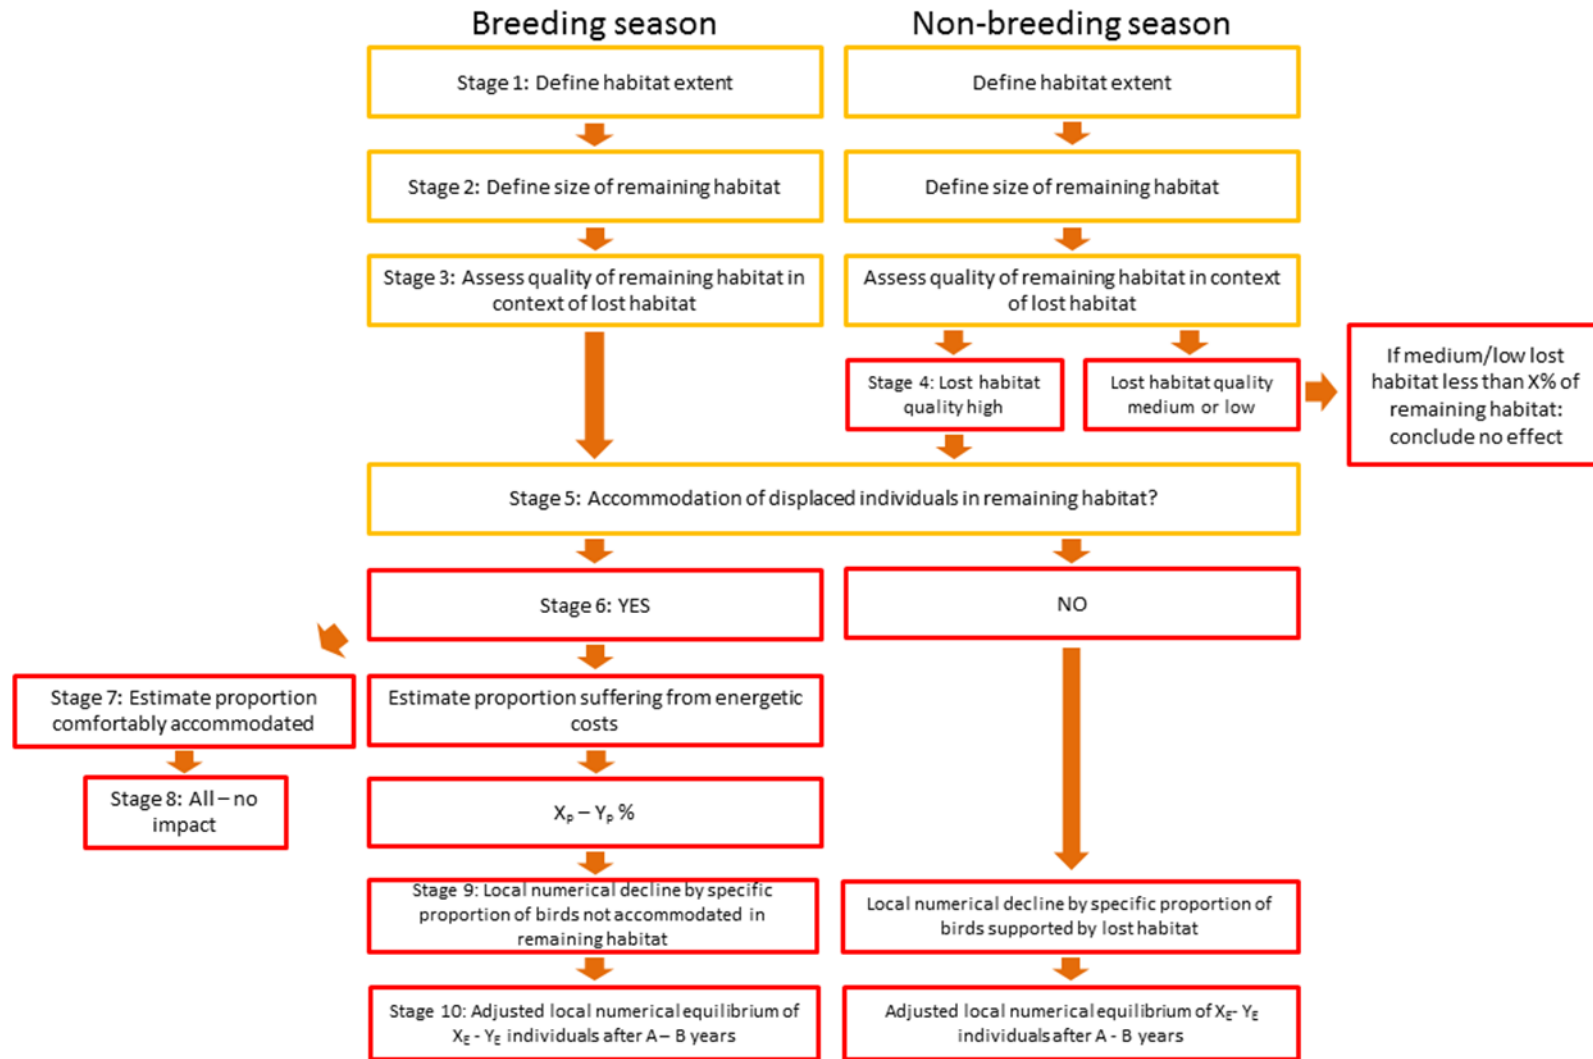 Breeding season
Non-breeding season
Stage 1: Define habitat extent
Define habitat extent
Stage 2: Define size of remaining habitat
Define size of remaining habitat
Stage 3: Assess quality of remaining habitat in
context of lost habitat
Assess quality of remaining habitat in context
of lost habitat
Stage 4: Lost habitat
quality high
Lost habitat quality
medium or low
If medium/low lost
habitat less than X% of
remaining habitat:
conclude no effect
Stage 5: Accommodation of displaced individuals in remaining habitat?
Stage 6: YES
NO
Stage 7: Estimate proportion
comfortably accommodated
Estimate proportion suffering from energetic
costs
Stage 8: All – no
impact
Xp – Yp %
Stage 9: Local numerical decline by specific
proportion of birds not accommodated in
remaining habitat
Local numerical decline by specific proportion of
birds supported by lost habitat
Stage 10: Adjusted local numerical equilibrium of
XE - YE individuals after A – B years
Adjusted local numerical equilibrium of XE- YE
individuals after A - B years